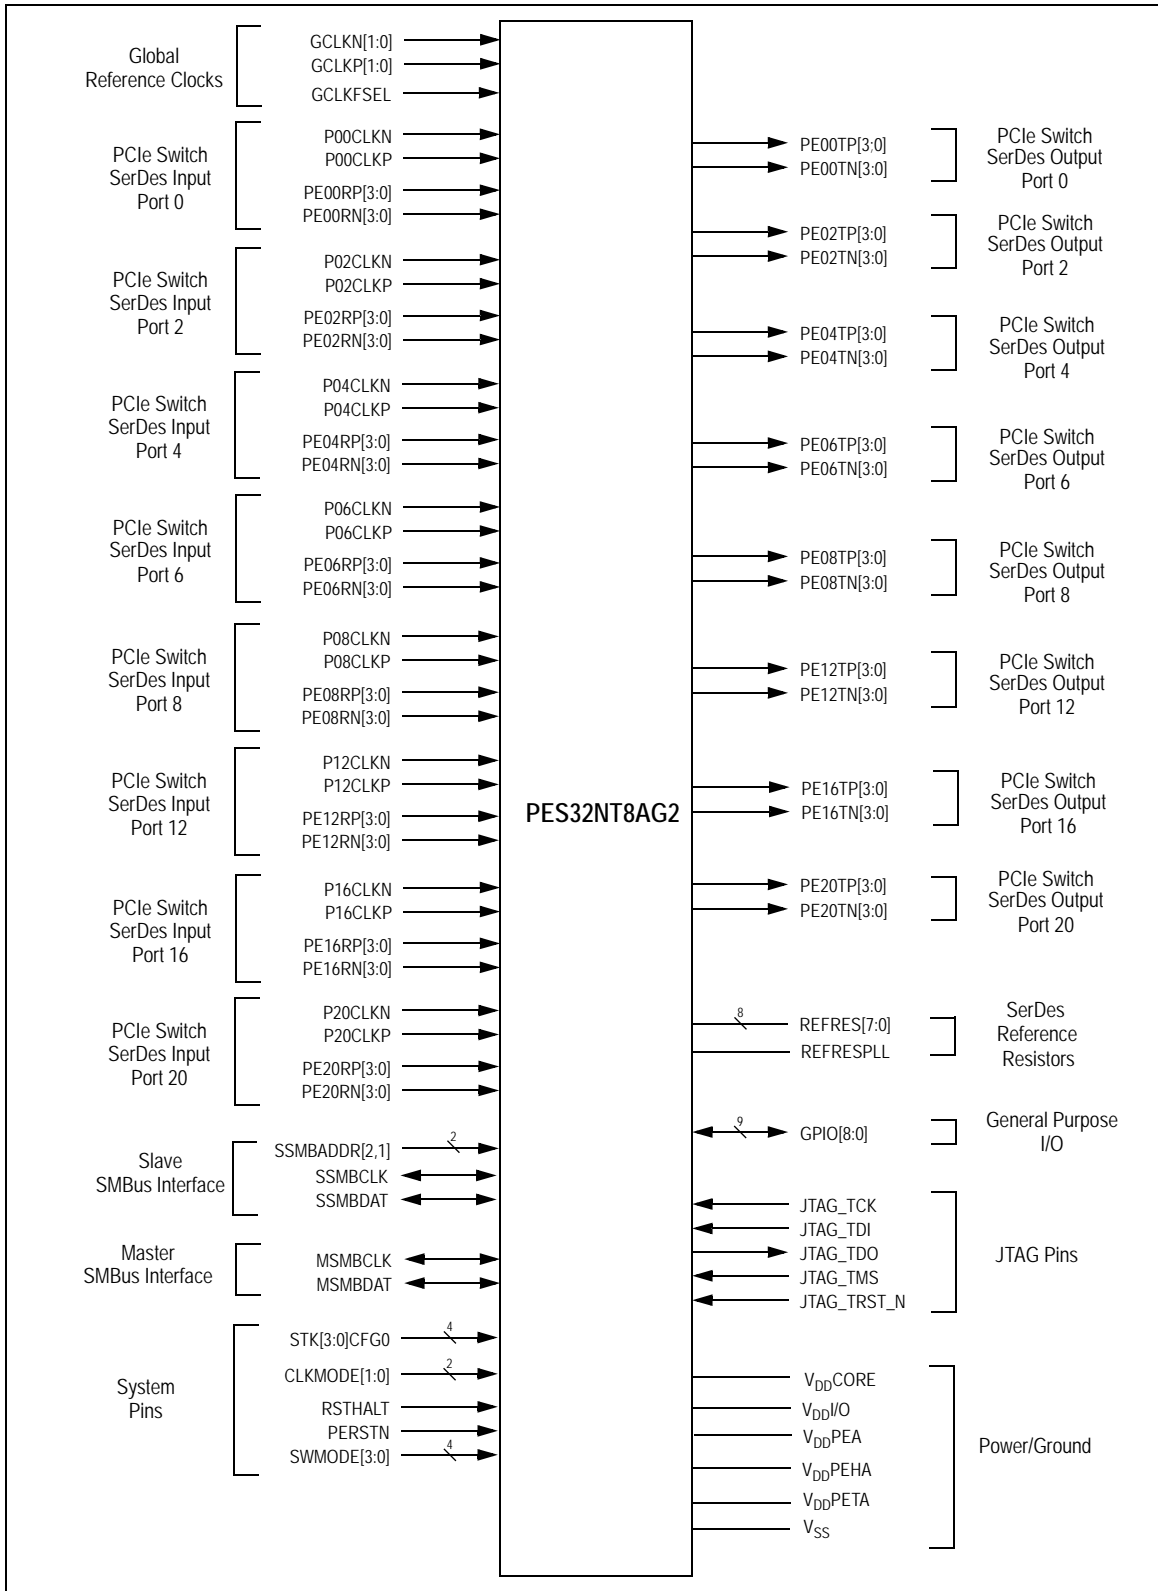 Global
Reference Clocks
GCLKN[1:0]
GCLKP[1:0]
GCLKFSEL
PCIe Switch
SerDes Input
Port 0
P00CLKN
P00CLKP
PE00RP[3:0]
PE00RN[3:0]
PCIe Switch
SerDes Input
Port 2
P02CLKN
P02CLKP
PE02RP[3:0]
PE02RN[3:0]
PCIe Switch
SerDes Input
Port 4
P04CLKN
P04CLKP
PE04RP[3:0]
PE04RN[3:0]
PCIe Switch
SerDes Input
Port 6
P06CLKN
P06CLKP
PE06RP[3:0]
PE06RN[3:0]
PCIe Switch
SerDes Input
Port 8
P08CLKN
P08CLKP
PE08RP[3:0]
PE08RN[3:0]
PCIe Switch
SerDes Input
Port 12
P12CLKN
P12CLKP
PE12RP[3:0]
PE12RN[3:0]
PCIe Switch
SerDes Input
Port 16
P16CLKN
P16CLKP
PE16RP[3:0]
PE16RN[3:0]
PCIe Switch
SerDes Input
Port 20
P20CLKN
P20CLKP
PE20RP[3:0]
PE20RN[3:0]
Slave
SMBus Interface
SSMBADDR[2,1]
2
SSMBCLK
SSMBDAT
Master
SMBus Interface
MSMBCLK
MSMBDAT
System
Pins
STK[3:0]CFG0
4
CLKMODE[1:0]
2
RSTHALT
PERSTN
SWMODE[3:0]
4
PES32NT8AG2
PE00TP[3;0]
PE00TN[3:0]
PCIe Switch
SerDes Output
Port 0
PE02TP[3:0]
PE02TN[3:0]
PCIe Switch
SerDes Output
Port 2
PE04TP[3:0]
PE04TN[3:0]
PCIe Switch
SerDes Output
Port 4
PE06TP[3:0]
PE06TN[3:0]
PCIe Switch
SerDes Output
Port 6
PE08TP[3:0]
PE08TN[3:0]
PCIe Switch
SerDes Output
Port 8
PE12TP[3:0]
PE12TN[3:0]
PCIe Switch
SerDes Output
Port 12
PE16TP[3:0]
PE16TN[3:0]
PCIe Switch
SerDes Output
Port 16
PE20TP[3:0]
PE20TN[3:0]
PCIe Switch
SerDes Output
Port 20
8
REFRES[7:0]
REFRESPLL
SerDes
Reference
Resistors
9
GPIO[8:0]
General Purpose
I/O
JTAG_TCK
JTAG_TDI
JTAG_TDO
JTAG_TMS
JTAG_TRST_N
JTAG Pins
VDDCORE
VDDI/O
VDDPEA
VDDPEHA
VDDPETA
VSS
Power/Ground